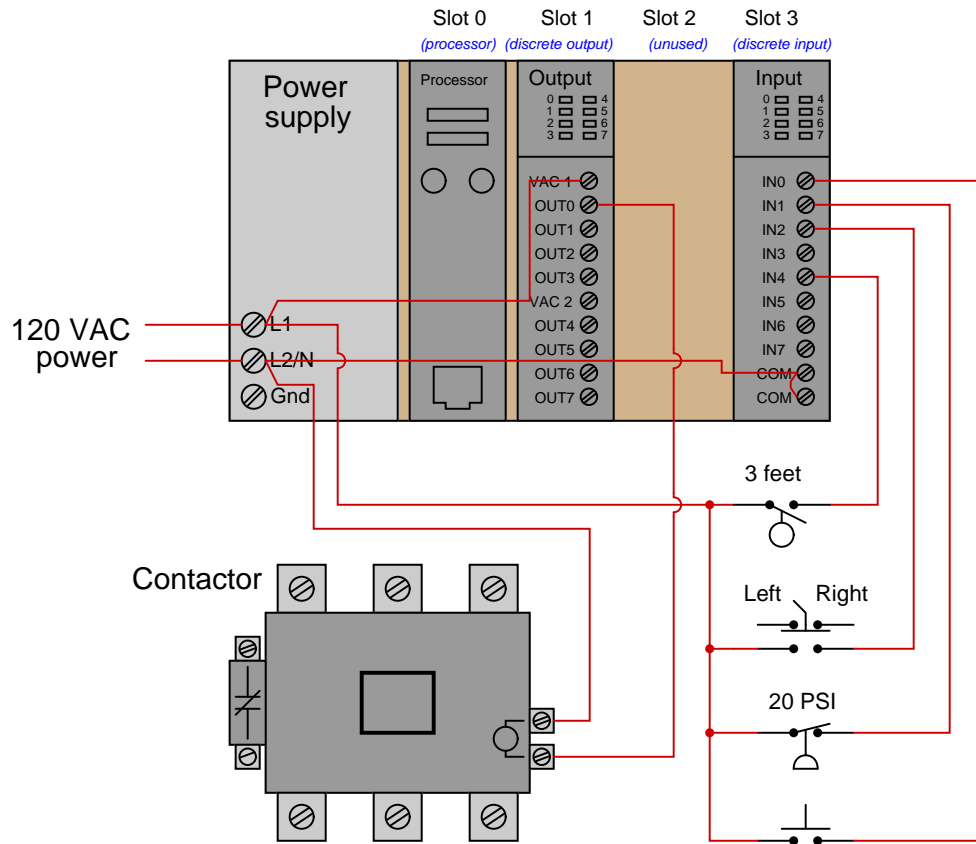 Slot 0 Slot 1 Slot 2 Slot 3
(processor) (discrete output) (unused) (discrete input)
Power
supply
Processor
Output
0 4
1 5
2 6
3 7
Input
0 4
1 5
2 6
3 7
VAC 1
OUT0
OUT1
OUT2
OUT3
VAC 2
OUT4
OUT5
OUT6
OUT7
IN0
IN1
IN2
IN3
IN4
IN5
IN6
IN7
COM
COM
120 VAC
power
L1
L2/N
Gnd
3 feet
Contactor
Left Right
20 PSI